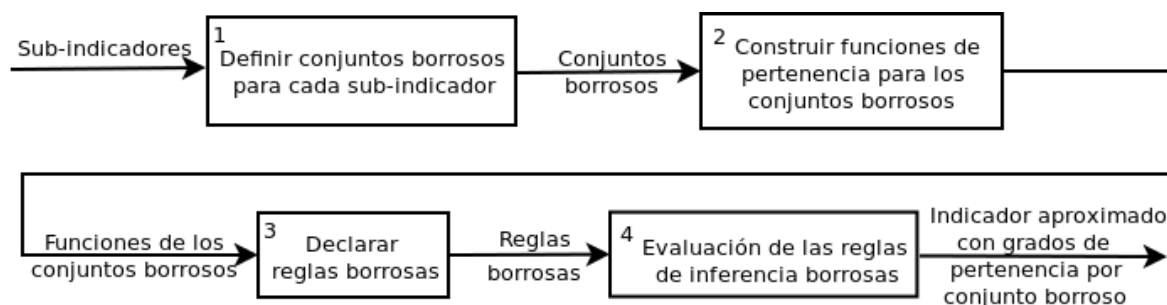 Sub-indicadores
1
Definir conjuntos borrosos
para cada sub-indicador
Conjuntos
borrosos
2
Construir funciones de
pertenencia para los
conjuntos borrosos
Funciones de los
conjuntos borrosos
3
Declarar
reglas borrosas
Reglas
borrosas
4
Evaluación de las reglas
de inferencia borrosas
Indicador aproximado
con grados de
pertenencia por
conjunto borroso